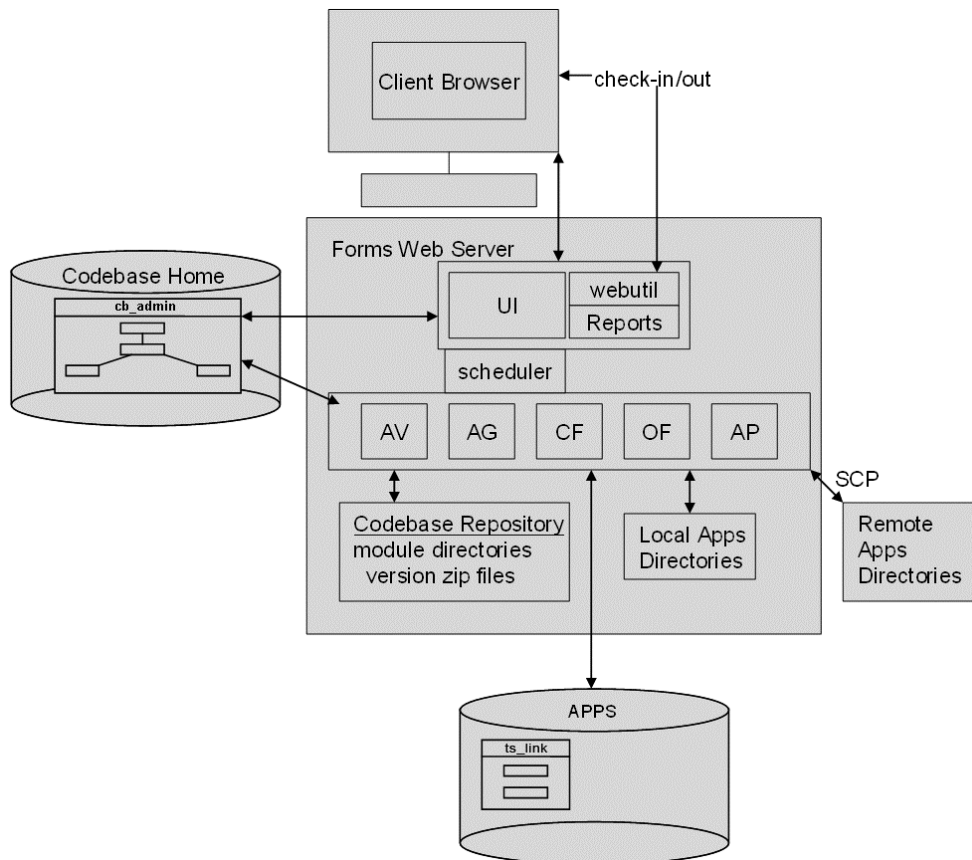 Client Browser
check-in/out
Forms Web Server
Codebase Home
cb_admin
UI
webutil
Reports
scheduler
AV
AG
CF
OF
AP
SCP
Codebase Repository
module directories
version zip files
Local Apps
Directories
Remote
Apps
Directories
APPS
ts_link